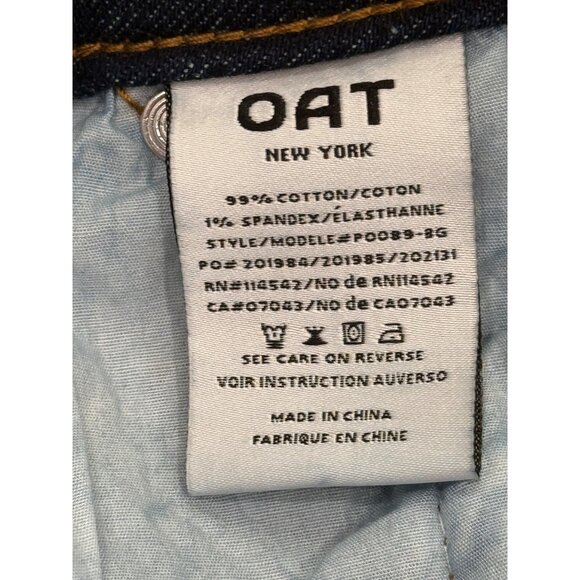 OAT
NEW YORK
99% COTTON/COTON
1% SPANDEX/ÉLASTHANNE
STYLE/MODELE#P0089-8G
PO# 201984/201985/202131
RN#114542/NO de RN114542
CA#07043/NO de CA07043
SEE CARE ON REVERSE
VOIR INSTRUCTION AUVERSO
MADE IN CHINA
FABRIQUE EN CHINE